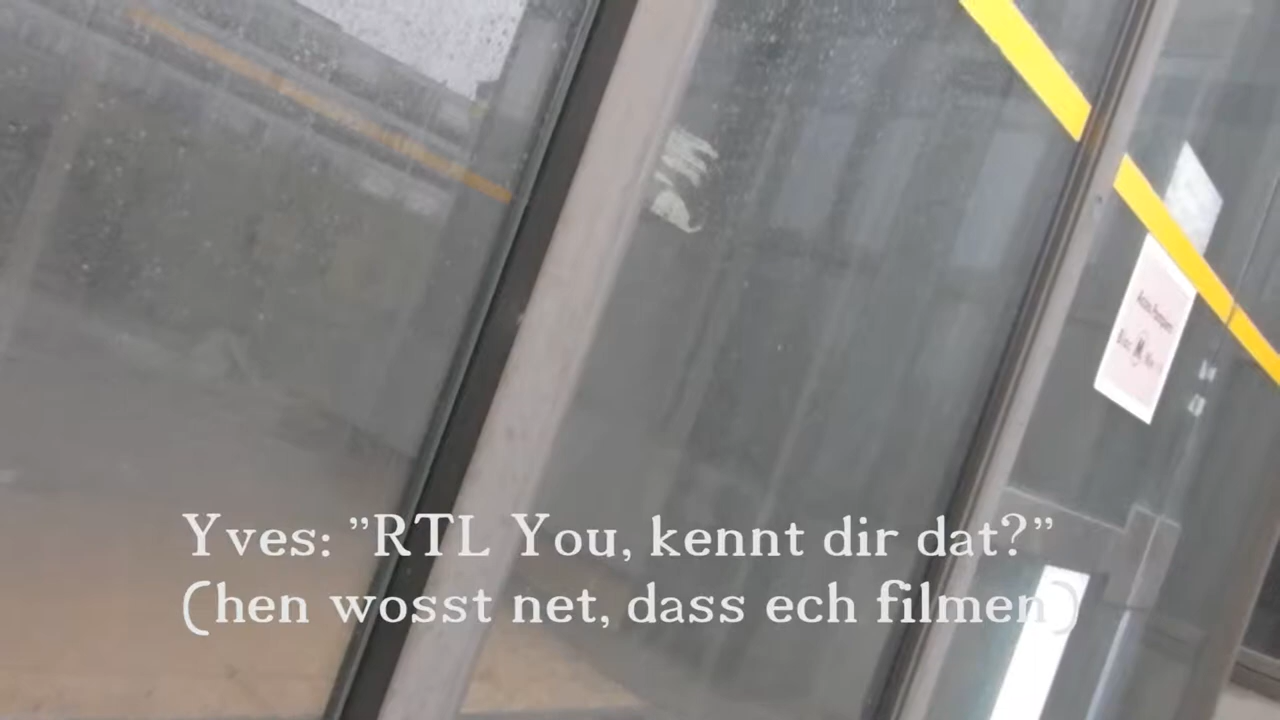 Yves: "RTL You, kennt dir dat?"
(hen wosst net, dass ech filmen)